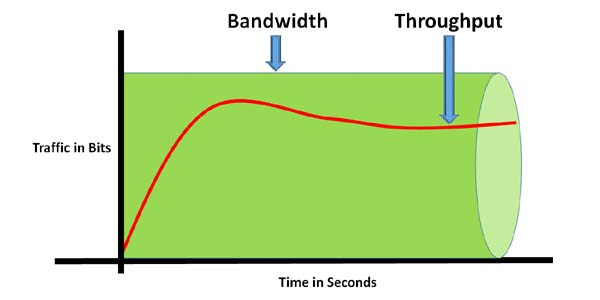 Bandwidth
Throughput
Traffic in Bits
Time in Seconds